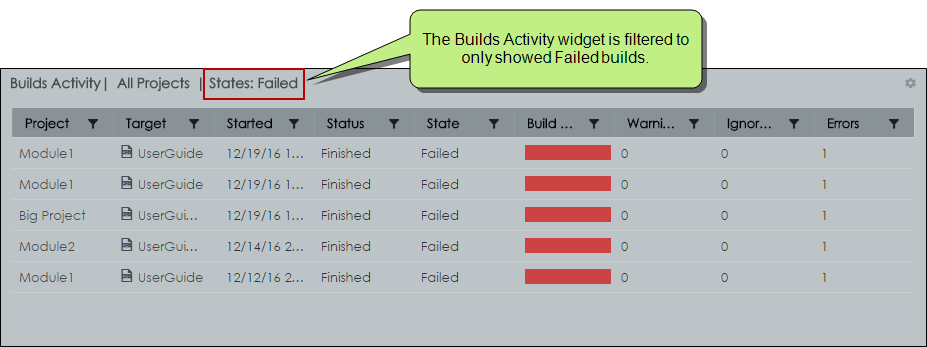 The Builds Activity widget is filtered to
only showed Failed builds.
Builds Activity | All Projects | States: Failed
Project Target Started Status State Build ... Warni... Ignor... Errors
Module1 UserGuide 12/19/16 1... Finished Failed 0 0 1
Module1 UserGuide 12/19/16 1... Finished Failed 0 0 1
Big Project UserGui... 12/19/16 1... Finished Failed 0 0 1
Module2 UserGui... 12/14/16 2... Finished Failed 0 0 1
Module1 UserGuide 12/12/16 2... Finished Failed 0 0 1